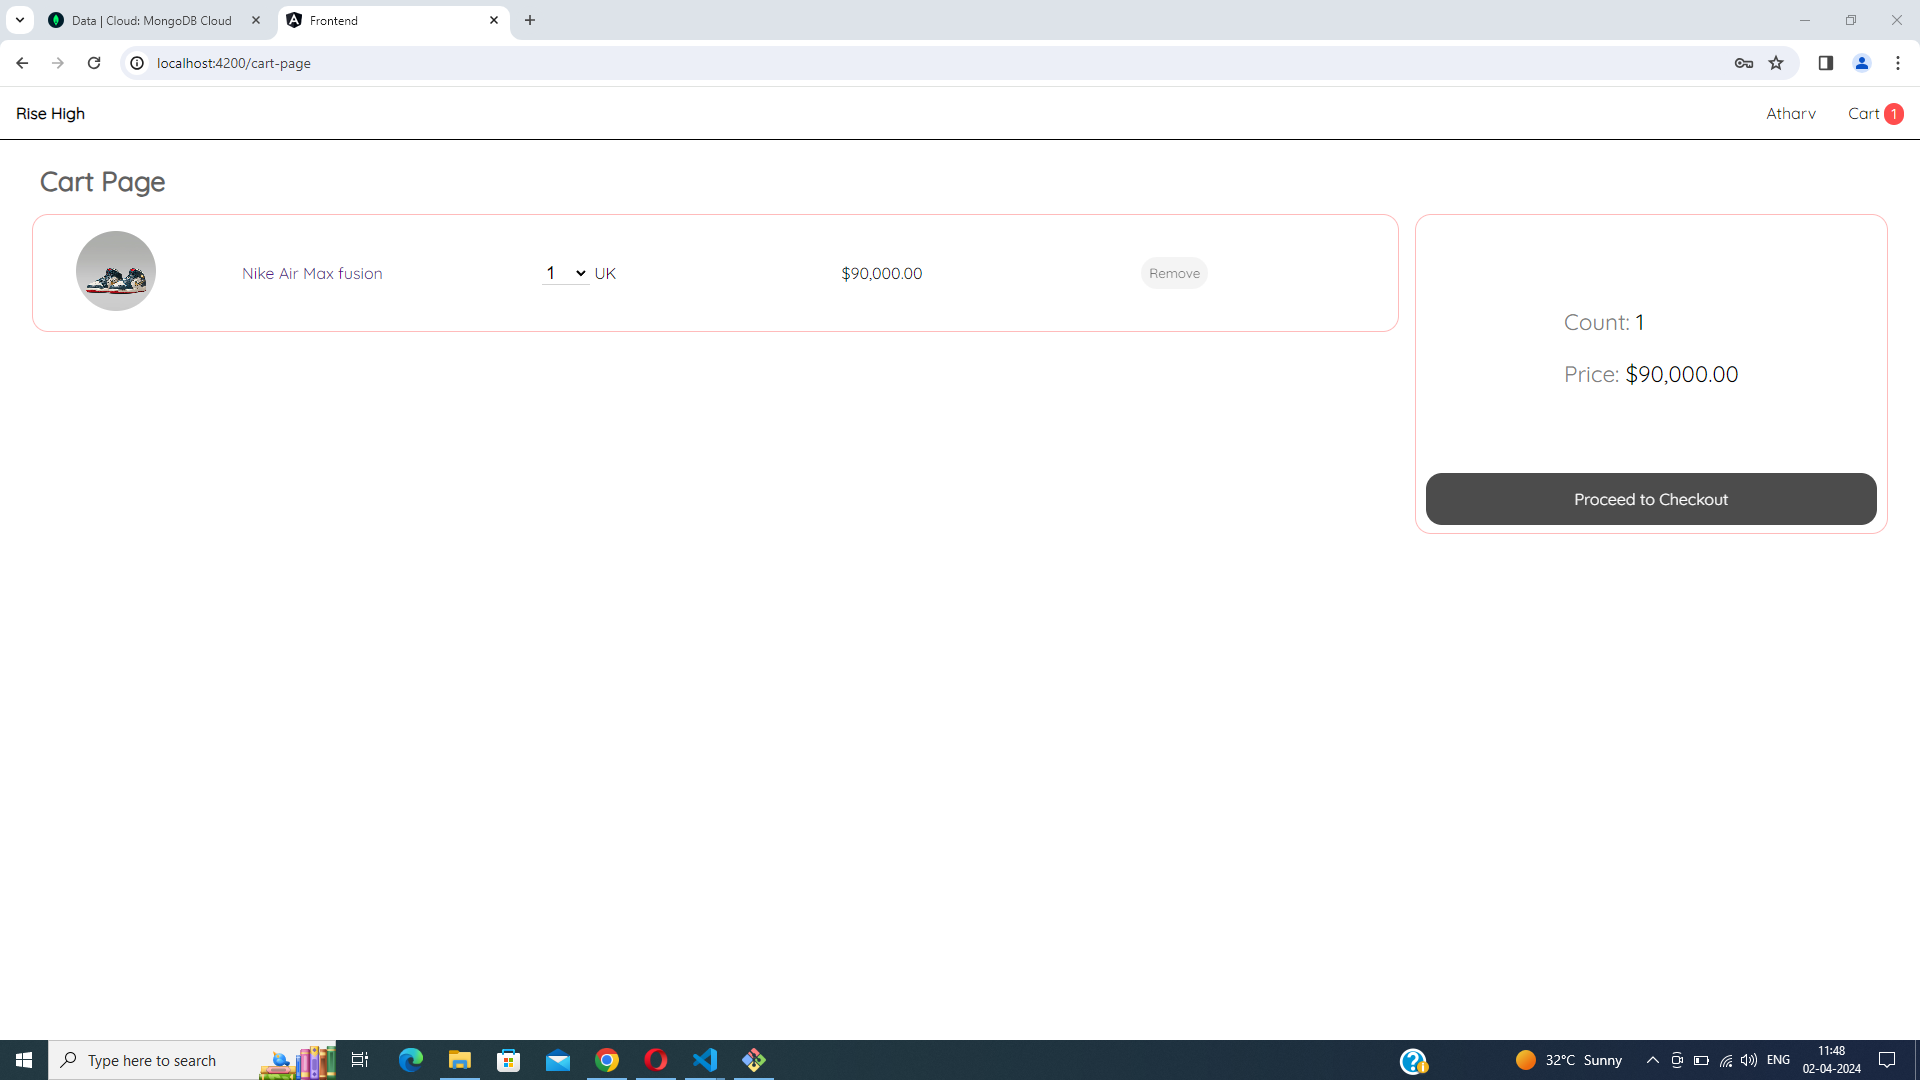 Data | Cloud: MongoDB Cloud
Frontend
localhost:4200/cart-page
Rise High
Atharv
Cart 1
Cart Page
Nike Air Max fusion
1 UK
$90,000.00
Remove
Count: 1
Price: $90,000.00
Proceed to Checkout
Type here to search
32°C Sunny
ENG
11:48
02-04-2024